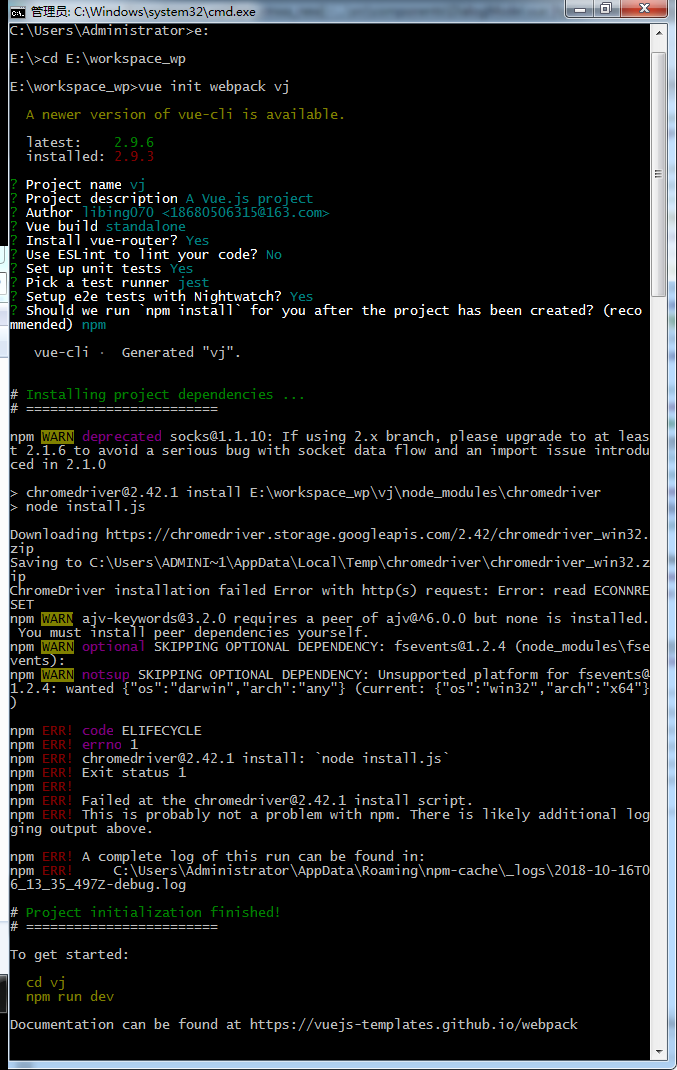 管理员: C:\Windows\system32\cmd.exe
C:\Users\Administrator>e:
E:\>cd E:\workspace_wp
E:\workspace_wp>vue init webpack vj
A newer version of vue-cli is available.
latest: 2.9.6
installed: 2.9.3
? Project name vj
? Project description A Vue.js project
? Author libing070 <18680506315@163.com>
? Vue build standalone
? Install vue-router? Yes
? Use ESLint to lint your code? No
? Set up unit tests Yes
? Pick a test runner jest
? Setup e2e tests with Nightwatch? Yes
? Should we run `npm install` for you after the project has been created? (reco
mmended) npm
vue-cli · Generated "vj".
# Installing project dependencies ...
# ========================
npm WARN deprecated socks@1.1.10: If using 2.x branch, please upgrade to at leas
t 2.1.6 to avoid a serious bug with socket data flow and an import issue introdu
ced in 2.1.0
> chromedriver@2.42.1 install E:\workspace_wp\vj\node_modules\chromedriver
> node install.js
Downloading https://chromedriver.storage.googleapis.com/2.42/chromedriver_win32.
zip
Saving to C:\Users\ADMINI~1\AppData\Local\Temp\chromedriver\chromedriver_win32.z
ip
ChromeDriver installation failed Error with http(s) request: Error: read ECONNRE
SET
npm WARN ajv-keywords@3.2.0 requires a peer of ajv@^6.0.0 but none is installed.
You must install peer dependencies yourself.
npm WARN optional SKIPPING OPTIONAL DEPENDENCY: fsevents@1.2.4 (node_modules\fse
vents):
npm WARN notsup SKIPPING OPTIONAL DEPENDENCY: Unsupported platform for fsevents@
1.2.4: wanted {"os":"darwin","arch":"any"} (current: {"os":"win32","arch":"x64"}
)
npm ERR! code ELIFECYCLE
npm ERR! errno 1
npm ERR! chromedriver@2.42.1 install: `node install.js`
npm ERR! Exit status 1
npm ERR!
npm ERR! Failed at the chromedriver@2.42.1 install script.
npm ERR! This is probably not a problem with npm. There is likely additional log
ging output above.
npm ERR! A complete log of this run can be found in:
npm ERR! C:\Users\Administrator\AppData\Roaming\npm-cache\_logs\2018-10-16T0
6_13_35_497Z-debug.log
# Project initialization finished!
# ========================
To get started:
cd vj
npm run dev
Documentation can be found at https://vuejs-templates.github.io/webpack